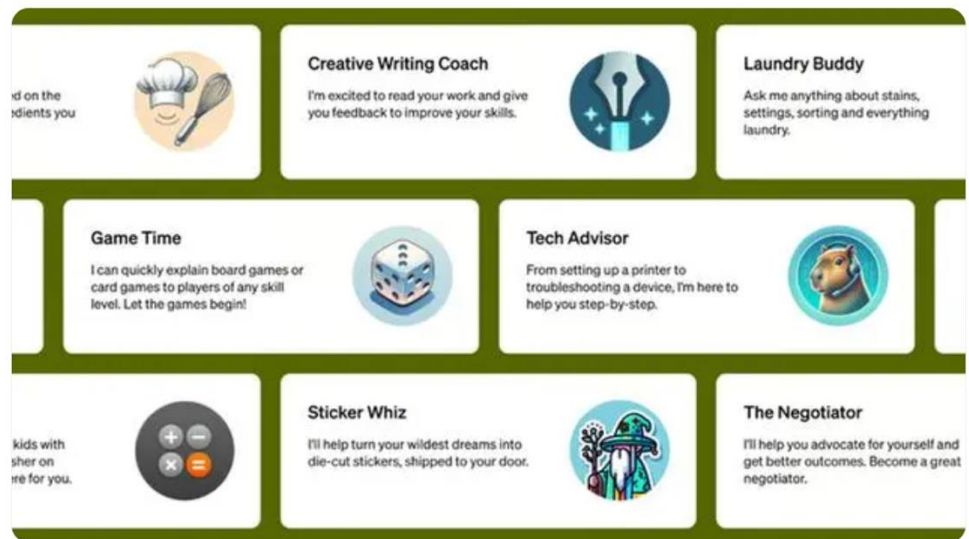 ed on the
edients you
Creative Writing Coach
I'm excited to read your work and give
you feedback to improve your skills.
Laundry Buddy
Ask me anything about stains,
settings, sorting and everything
laundry.
Game Time
I can quickly explain board games or
card games to players of any skill
level. Let the games begin!
Tech Advisor
From setting up a printer to
troubleshooting a device, I'm here to
help you step-by-step.
kids with
sher on
re for you.
Sticker Whiz
I'll help turn your wildest dreams into
die-cut stickers, shipped to your door.
The Negotiator
I'll help you advocate for yourself and
get better outcomes. Become a great
negotiator.